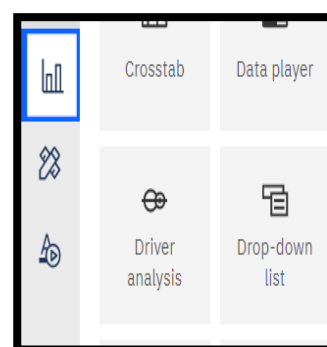 Crosstab
Data player
Driver
analysis
Drop-down
list